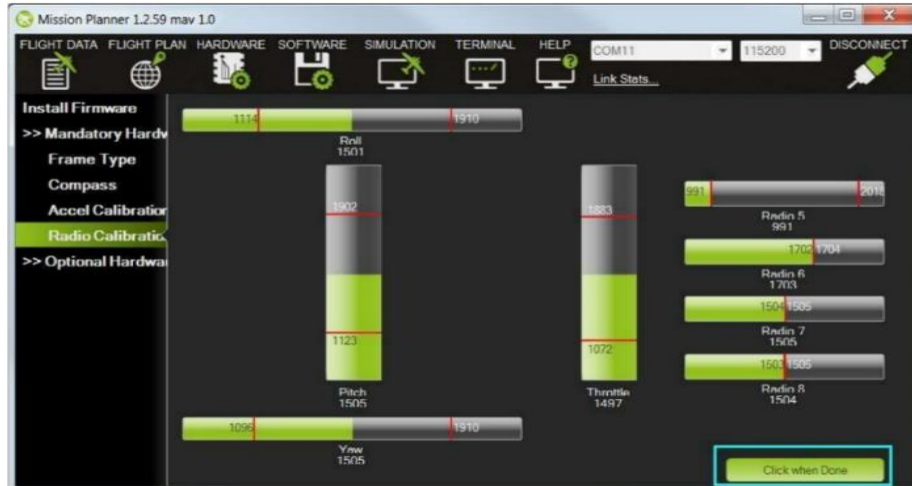 Mission Planner 1.2.59 mav 1.0
FLIGHT DATA FLIGHT PLAN HARDWARE SOFTWARE SIMULATION TERMINAL HELP COM11 115200 DISCONNECT
Link Stats...
Install Firmware
>> Mandatory Hardw
Frame Type
Compass
Accel Calibration
Radio Calibratio
>> Optional Hardwar
1114 1910
Roll
1501
1902
1123
Pitch
1505
1883
1072
Throttle
1497
1096 1910
Yaw
1505
991 2018
Radio 5
991
1702 1704
Radio 6
1703
1504 1505
Radio 7
1505
1503 1505
Radio 8
1504
Click when Done